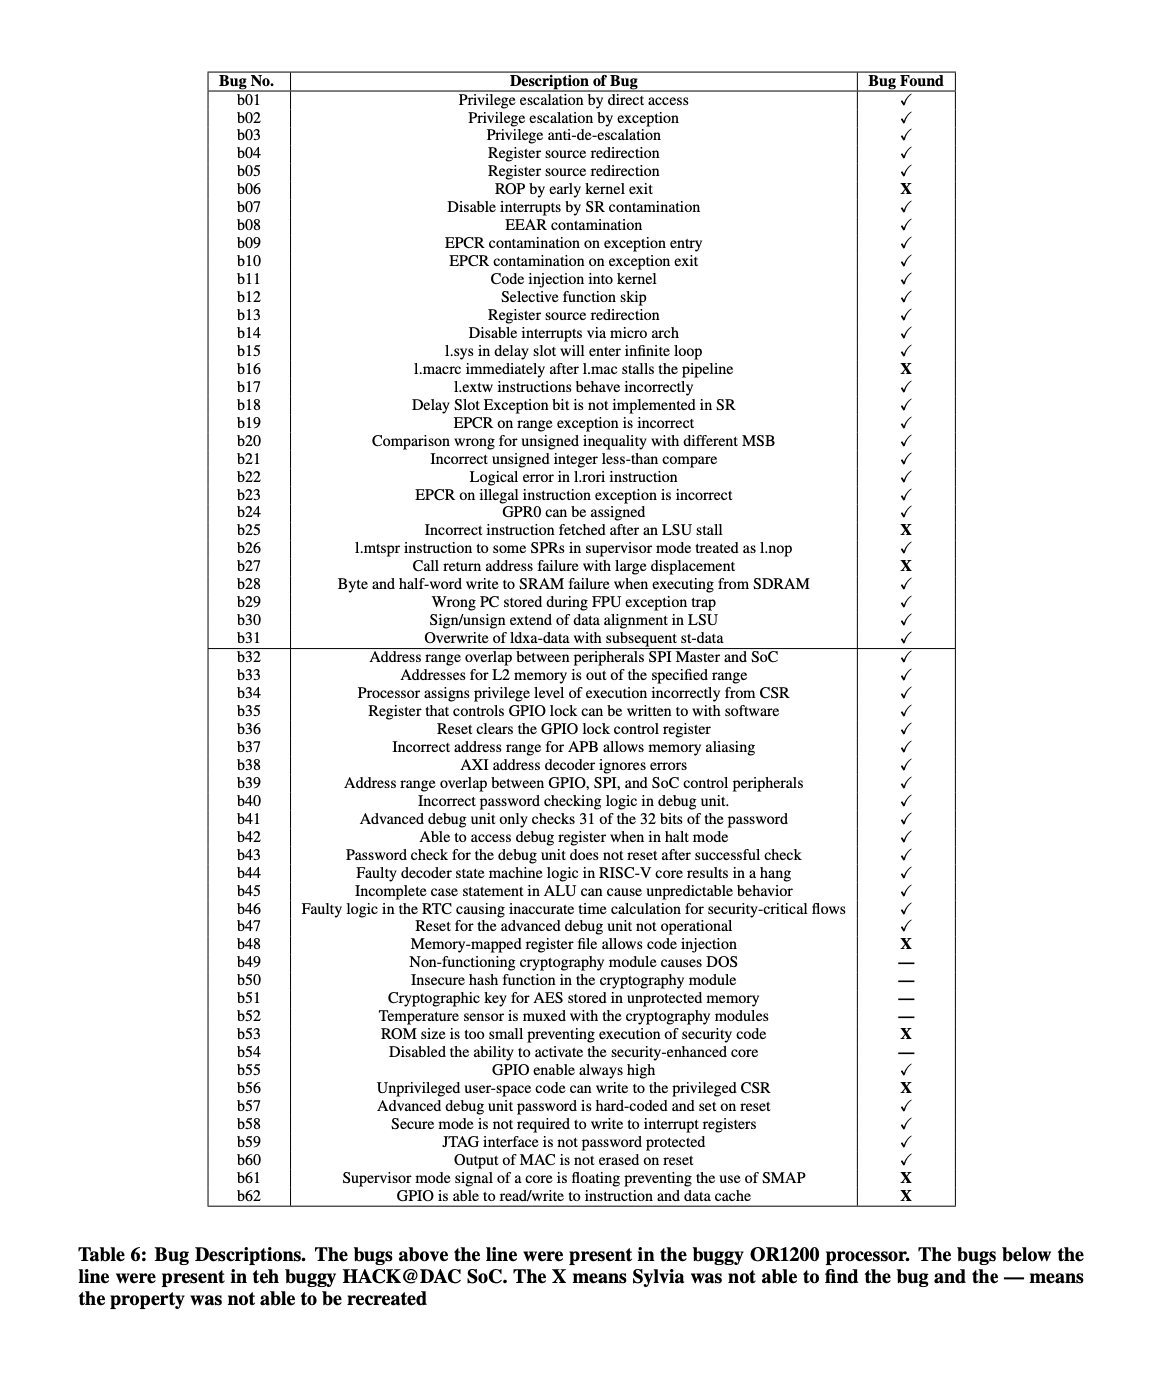 Bug No. Description of Bug Bug Found
b01 Privilege escalation by direct access ✓
b02 Privilege escalation by exception ✓
b03 Privilege anti-de-escalation ✓
b04 Register source redirection ✓
b05 Register source redirection ✓
b06 ROP by early kernel exit X
b07 Disable interrupts by SR contamination ✓
b08 EEAR contamination ✓
b09 EPCR contamination on exception entry ✓
b10 EPCR contamination on exception exit ✓
b11 Code injection into kernel ✓
b12 Selective function skip ✓
b13 Register source redirection ✓
b14 Disable interrupts via micro arch ✓
b15 l.sys in delay slot will enter infinite loop ✓
b16 l.macrc immediately after l.mac stalls the pipeline X
b17 l.extw instructions behave incorrectly ✓
b18 Delay Slot Exception bit is not implemented in SR ✓
b19 EPCR on range exception is incorrect ✓
b20 Comparison wrong for unsigned inequality with different MSB ✓
b21 Incorrect unsigned integer less-than compare ✓
b22 Logical error in l.rori instruction ✓
b23 EPCR on illegal instruction exception is incorrect ✓
b24 GPR0 can be assigned ✓
b25 Incorrect instruction fetched after an LSU stall X
b26 l.mtspr instruction to some SPRs in supervisor mode treated as l.nop ✓
b27 Call return address failure with large displacement X
b28 Byte and half-word write to SRAM failure when executing from SDRAM ✓
b29 Wrong PC stored during FPU exception trap ✓
b30 Sign/unsign extend of data alignment in LSU ✓
b31 Overwrite of ldxa-data with subsequent st-data ✓
b32 Address range overlap between peripherals SPI Master and SoC ✓
b33 Addresses for L2 memory is out of the specified range ✓
b34 Processor assigns privilege level of execution incorrectly from CSR ✓
b35 Register that controls GPIO lock can be written to with software ✓
b36 Reset clears the GPIO lock control register ✓
b37 Incorrect address range for APB allows memory aliasing ✓
b38 AXI address decoder ignores errors ✓
b39 Address range overlap between GPIO, SPI, and SoC control peripherals ✓
b40 Incorrect password checking logic in debug unit. ✓
b41 Advanced debug unit only checks 31 of the 32 bits of the password ✓
b42 Able to access debug register when in halt mode ✓
b43 Password check for the debug unit does not reset after successful check ✓
b44 Faulty decoder state machine logic in RISC-V core results in a hang ✓
b45 Incomplete case statement in ALU can cause unpredictable behavior ✓
b46 Faulty logic in the RTC causing inaccurate time calculation for security-critical flows ✓
b47 Reset for the advanced debug unit not operational ✓
b48 Memory-mapped register file allows code injection X
b49 Non-functioning cryptography module causes DOS —
b50 Insecure hash function in the cryptography module —
b51 Cryptographic key for AES stored in unprotected memory —
b52 Temperature sensor is muxed with the cryptography modules —
b53 ROM size is too small preventing execution of security code X
b54 Disabled the ability to activate the security-enhanced core —
b55 GPIO enable always high ✓
b56 Unprivileged user-space code can write to the privileged CSR X
b57 Advanced debug unit password is hard-coded and set on reset ✓
b58 Secure mode is not required to write to interrupt registers ✓
b59 JTAG interface is not password protected ✓
b60 Output of MAC is not erased on reset ✓
b61 Supervisor mode signal of a core is floating preventing the use of SMAP X
b62 GPIO is able to read/write to instruction and data cache X
Table 6: Bug Descriptions. The bugs above the line were present in the buggy OR1200 processor. The bugs below the
line were present in teh buggy HACK@DAC SoC. The X means Sylvia was not able to find the bug and the — means
the property was not able to be recreated